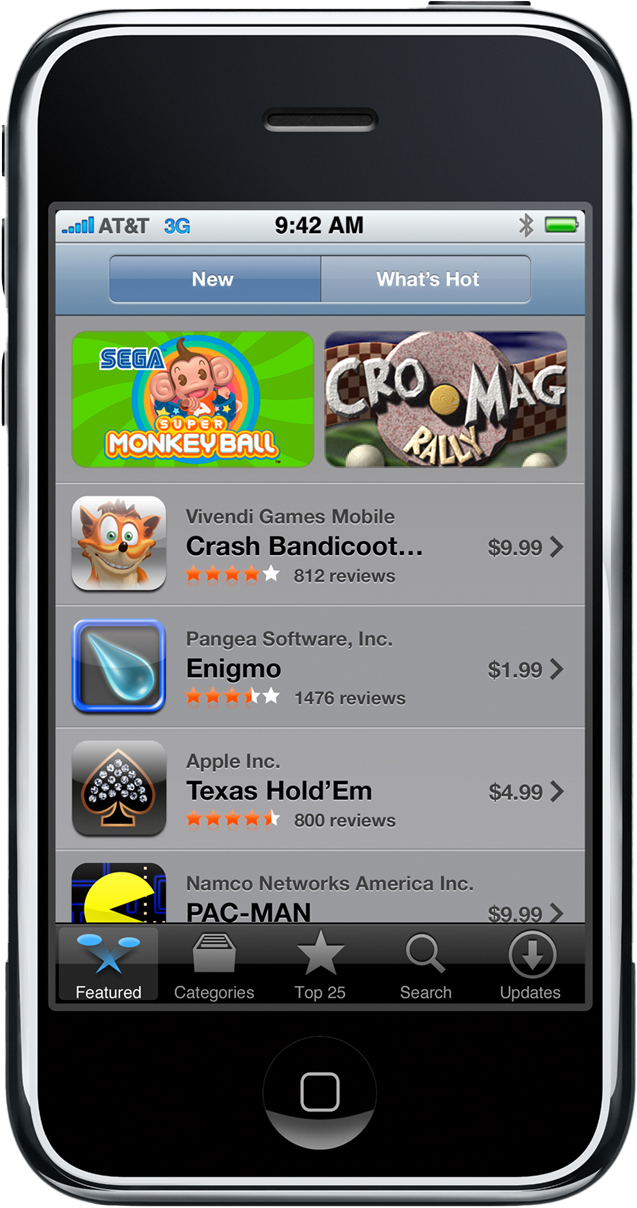 AT&T 3G 9:42 AM
New What's Hot
SEGA
SUPER
MONKEY BALL™
CRO MAG
RALLY
Vivendi Games Mobile
Crash Bandicoot...
$9.99
812 reviews
Pangea Software, Inc.
Enigmo
$1.99
1476 reviews
Apple Inc.
Texas Hold'Em
$4.99
800 reviews
Namco Networks America Inc.
PAC-MAN
$9.99
Featured Categories Top 25 Search Updates